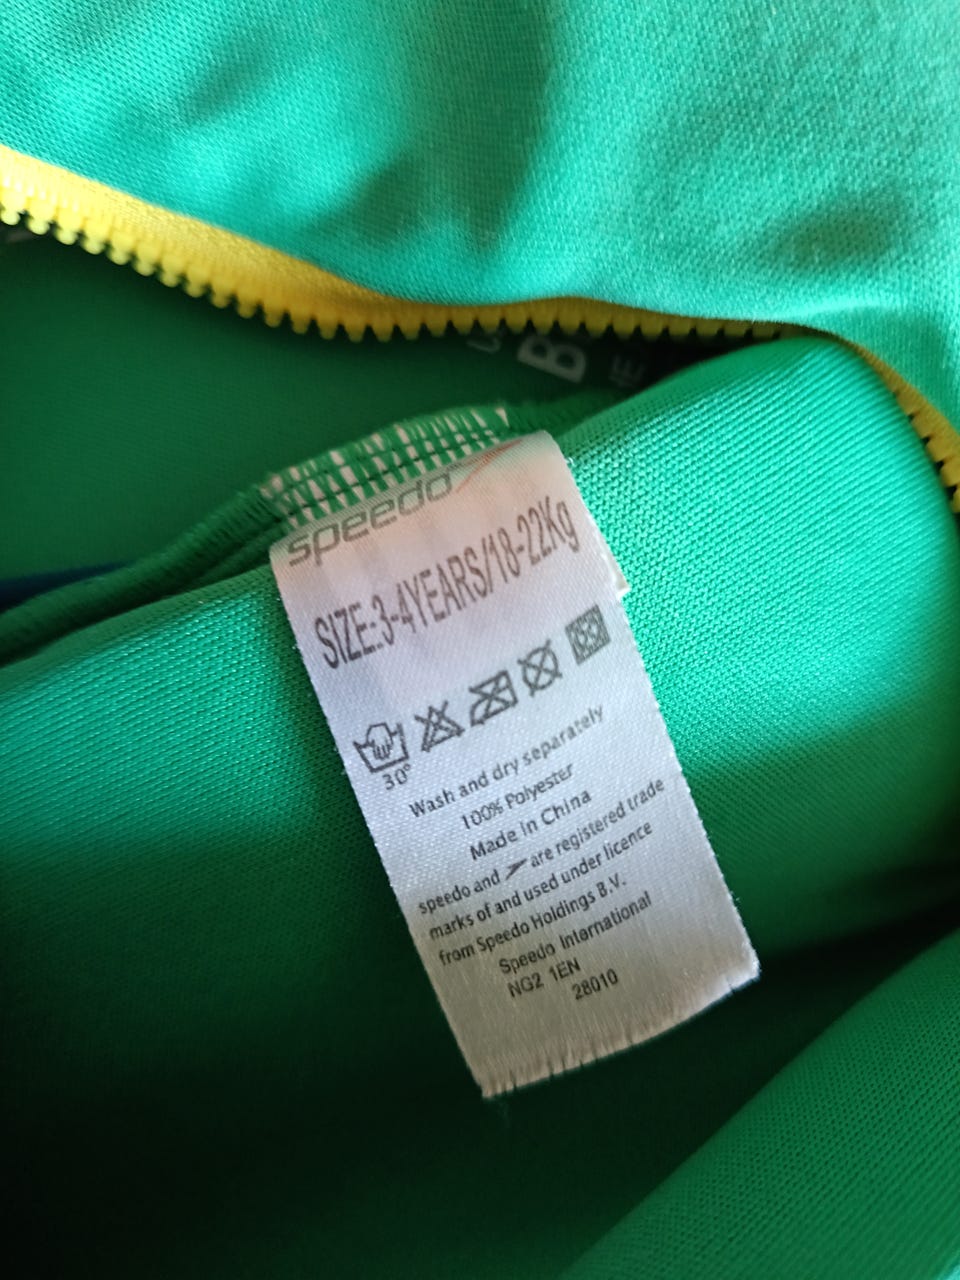 B
speedo
SIZE:3-4YEARS/18-22Kg
30°
Wash and dry separately
100% Polyester
Made in China
speedo and are registered trade
marks of and used under licence
from Speedo Holdings B.V.
Speedo International
NG2 1EN
28010